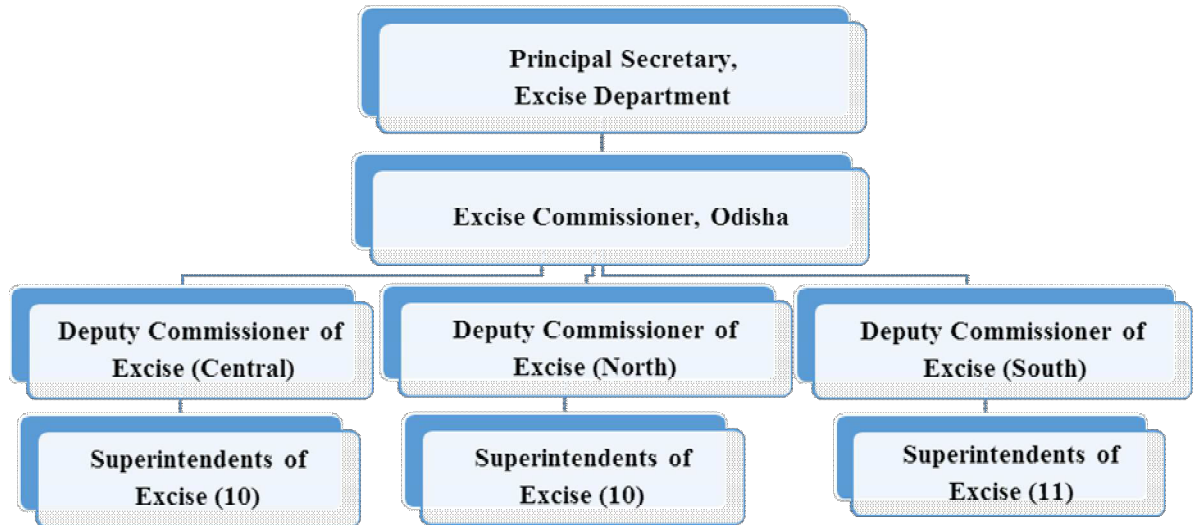 Principal Secretary,
Excise Department
Excise Commissioner, Odisha
Deputy Commissioner of
Excise (Central)
Deputy Commissioner of
Excise (North)
Deputy Commissioner of
Excise (South)
Superintendents of
Excise (10)
Superintendents of
Excise (10)
Superintendents of
Excise (11)